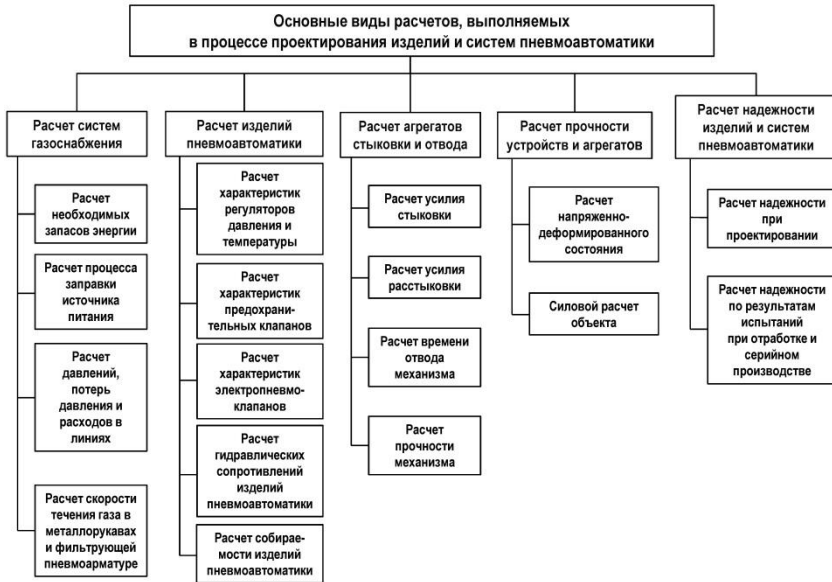 Основные виды расчетов, выполняемых
в процессе проектирования изделий и систем пневмоавтоматики
Расчет систем
газоснабжения
Расчет
необходимых
запасов энергии
Расчет процесса
заправки
источника
питания
Расчет
давлений,
потерь
давления и
расходов в
линиях
Расчет скорости
течения газа в
металлорукавах
и фильтрующей
пневмоарматуре
Расчет изделий
пневмоавтоматики
Расчет
характеристик
регуляторов
давления и
температуры
Расчет
характеристик
предохрани-
тельных клапанов
Расчет
характеристик
электропневмо-
клапанов
Расчет
гидравлических
сопротивлений
изделий
пневмоавтоматики
Расчет собирае-
мости изделий
пневмоавтоматики
Расчет агрегатов
стыковки и отвода
Расчет усилия
стыковки
Расчет усилия
расстыковки
Расчет времени
отвода
механизма
Расчет
прочности
механизма
Расчет прочности
устройств и агрегатов
Расчет
напряженно-
деформированного
состояния
Силовой расчет
объекта
Расчет надежности
изделий и систем
пневмоавтоматики
Расчет надежности
при
проектировании
Расчет надежности
по результатам
испытаний
при отработке и
серийном
производстве